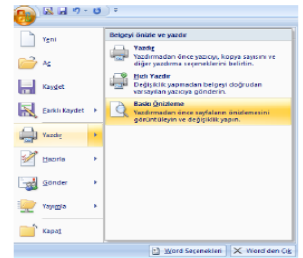 Yeni
Aç
Kaydet
Farklı Kaydet
Yazdır
Hazırla
Gönder
Yayımla
Kapat
Belgeyi önizle ve yazdır
Yazdır
Yazdırmadan önce yazıcıyı, kopya sayısını ve
diğer yazdırma seçeneklerini belirtin.
Hızlı Yazdır
Değişiklik yapmadan belgeyi doğrudan
varsayılan yazıcıya gönderin.
Baskı Önizleme
Yazdırmadan önce sayfaların önizlemesini
görüntüleyin ve değişiklik yapın.
Word Seçenekleri
Word'den Çık